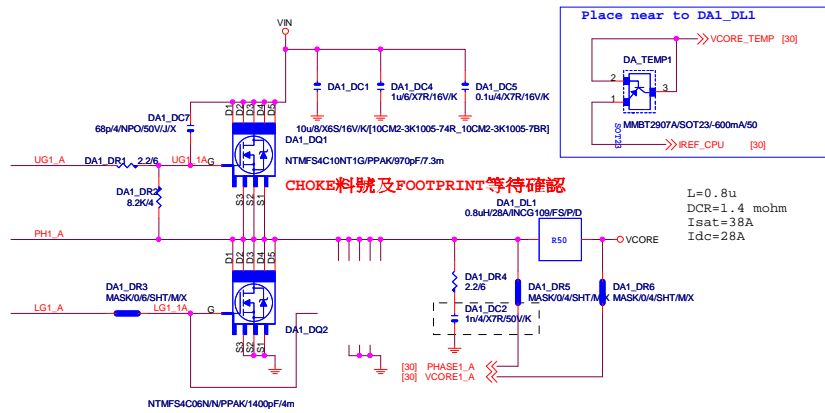 Place near to DA1_DL1
VIN
VCORE_TEMP [30]
DA_TEMP1
2
3
1
SOT23
MMBT2907A/SOT23/-600mA/50
IREF_CPU [30]
DA1_DC1
DA1_DC4
1u/6/X7R/16V/K
DA1_DC5
0.1u/4/X7R/16V/K
10u/8/X6S/16V/K[10CM2-3K1005-74R_10CM2-3K1005-7BR]
DA1_DC7
68p/4/NPO/50V/J/X
D1 D2 D3 D4 D5
DA1_DQ1
UG1_A
DA1_DR1 2.2/6
UG1_1A
G
NTMFS4C10NT1G/PPAK/970pF/7.3m
S3 S2 S1
DA1_DR2
8.2K/4
CHOKE料號及FOOTPRINT等待確認
L=0.8u
DCR=1.4 mohm
Isat=38A
Idc=28A
DA1_DL1
0.8uH/28A/INCG109/FS/P/D
R50
VCORE
PH1_A
D1 D2 D3 D4 D5
DA1_DR3
MASK/0/6/SHT/M/X
LG1_A
LG1_1A
G
DA1_DQ2
S3 S2 S1
NTMFS4C06N/N/PPAK/1400pF/4m
DA1_DR4
2.2/6
DA1_DC2
1n/4/X7R/50V/K
DA1_DR5
MASK/0/4/SHT/M/X
DA1_DR6
MASK/0/4/SHT/M/X
[30] PHASE1_A
[30] VCORE1_A